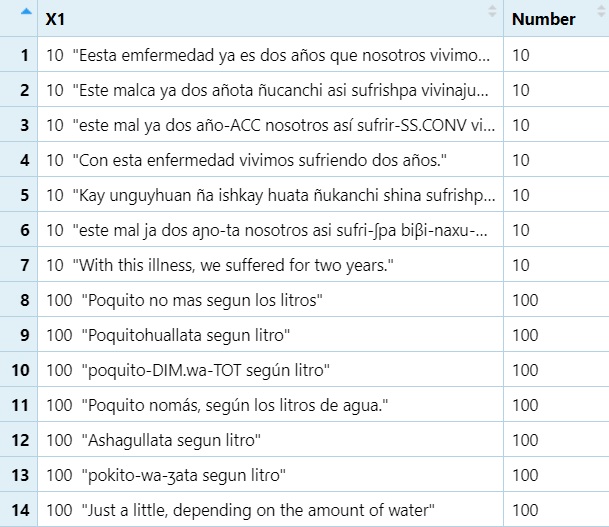 X1 Number
1 10 "Eesta emfermedad ya es dos años que nosotros vivimo... 10
2 10 "Este malca ya dos añota ñucanchi asi sufrishpa vivinaju... 10
3 10 "este mal ya dos año-ACC nosotros así sufrir-SS.CONV vi... 10
4 10 "Con esta enfermedad vivimos sufriendo dos años." 10
5 10 "Kay unguyhuan ña ishkay huata ñukanchi shina sufrishp... 10
6 10 "este mal ja dos aɲo-ta nosotɾos asi sufɾi-ʃpa biβi-naxu-... 10
7 10 "With this illness, we suffered for two years." 10
8 100 "Poquito no mas segun los litros" 100
9 100 "Poquitohuallata segun litro" 100
10 100 "poquito-DIM.wa-TOT según litro" 100
11 100 "Poquito nomás, según los litros de agua." 100
12 100 "Ashagullata segun litro" 100
13 100 "pokito-wa-ʒata segun litɾo" 100
14 100 "Just a little, depending on the amount of water" 100